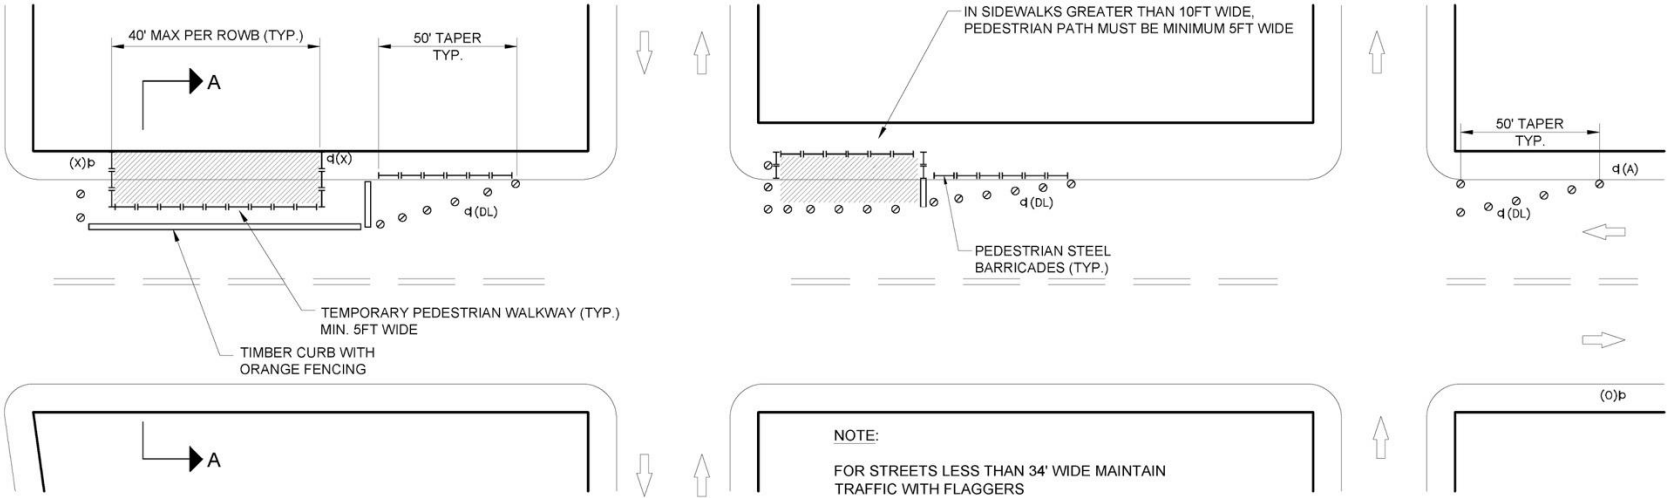 40' MAX PER ROWB (TYP.)
50' TAPER
TYP.
A
(X)
(X)
(DL)
TEMPORARY PEDESTRIAN WALKWAY (TYP.)
MIN. 5FT WIDE
TIMBER CURB WITH
ORANGE FENCING
A
IN SIDEWALKS GREATER THAN 10FT WIDE,
PEDESTRIAN PATH MUST BE MINIMUM 5FT WIDE
(DL)
PEDESTRIAN STEEL
BARRICADES (TYP.)
NOTE:
FOR STREETS LESS THAN 34' WIDE MAINTAIN
TRAFFIC WITH FLAGGERS
50' TAPER
TYP.
(A)
(DL)
(O)